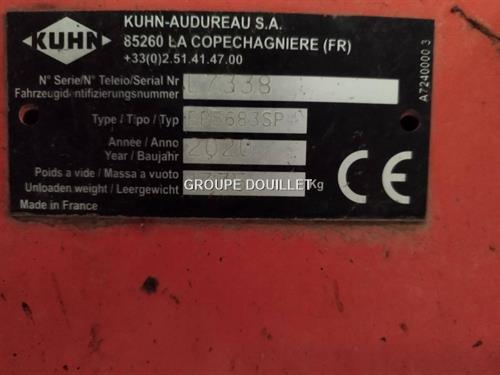 KUHN
KUHN-AUDUREAU S.A.
85260 LA COPECHAGNIERE (FR)
+33(0)2.51.41.47.00
N° Serie/N° Teleio/Serial Nr
Fahrzeugidentifizierungsnummer
Type / Tipo / Typ
Année / Anno
Year / Baujahr
Poids a vide / Massa a vuoto
Unloaden weight / Leergewicht
Kg
Made in France
CE
A7240000 3
GROUPE DOUILLET